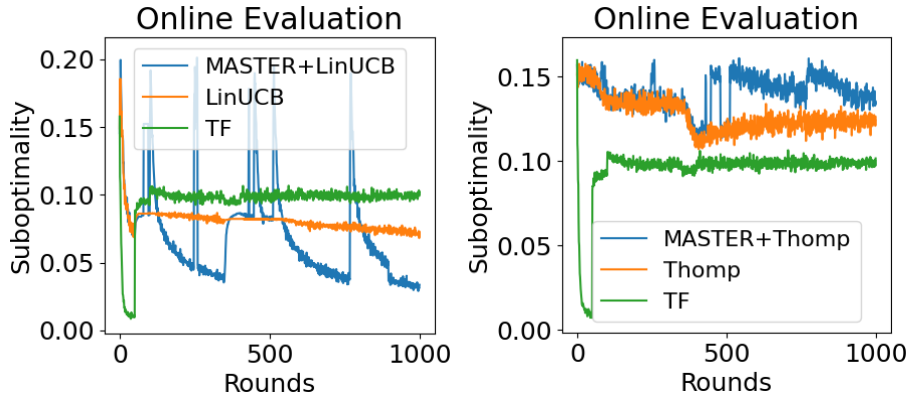 Online Evaluation
Suboptimality
0.20
0.15
0.10
0.05
0.00
MASTER+LinUCB
LinUCB
TF
0
500
1000
Rounds
Online Evaluation
Suboptimality
0.15
0.10
0.05
0.00
MASTER+Thomp
Thomp
TF
0
500
1000
Rounds